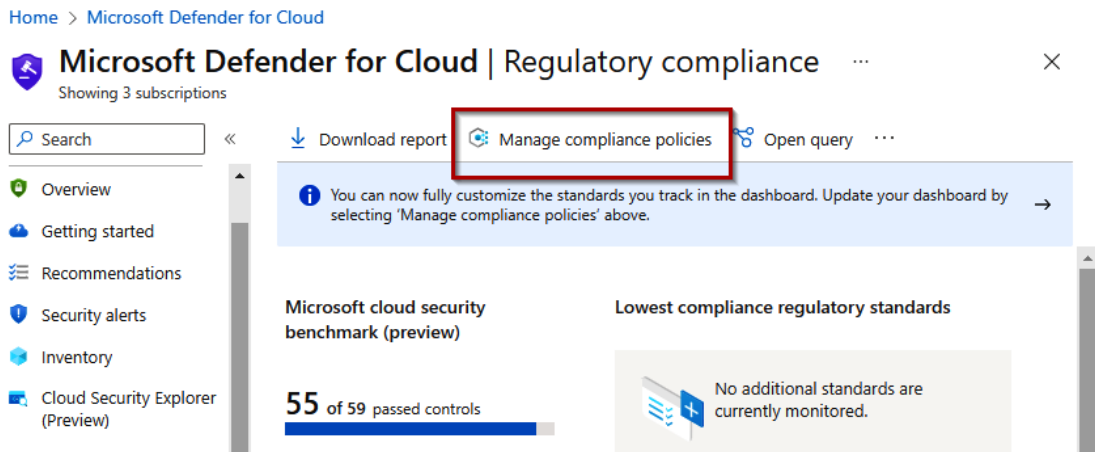 Home > Microsoft Defender for Cloud
Microsoft Defender for Cloud | Regulatory compliance ...
Showing 3 subscriptions
Search
«
Download report
Manage compliance policies
Open query
...
Overview
Getting started
Recommendations
Security alerts
Inventory
Cloud Security Explorer
(Preview)
You can now fully customize the standards you track in the dashboard. Update your dashboard by
selecting 'Manage compliance policies' above.
Microsoft cloud security
benchmark (preview)
55 of 59 passed controls
Lowest compliance regulatory standards
No additional standards are
currently monitored.